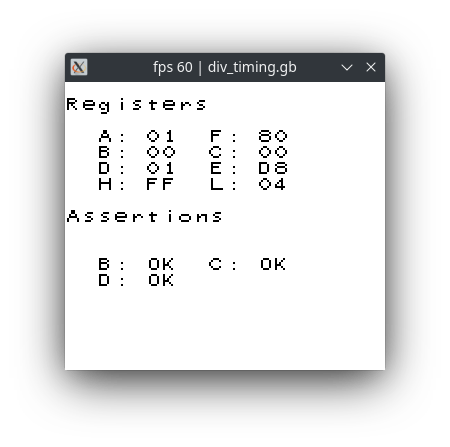 fps 60 | div_timing.gb
Registers
A: 01 F: 80
B: 00 C: 00
D: 01 E: D8
H: FF L: 04
Assertions
B: OK C: OK
D: OK